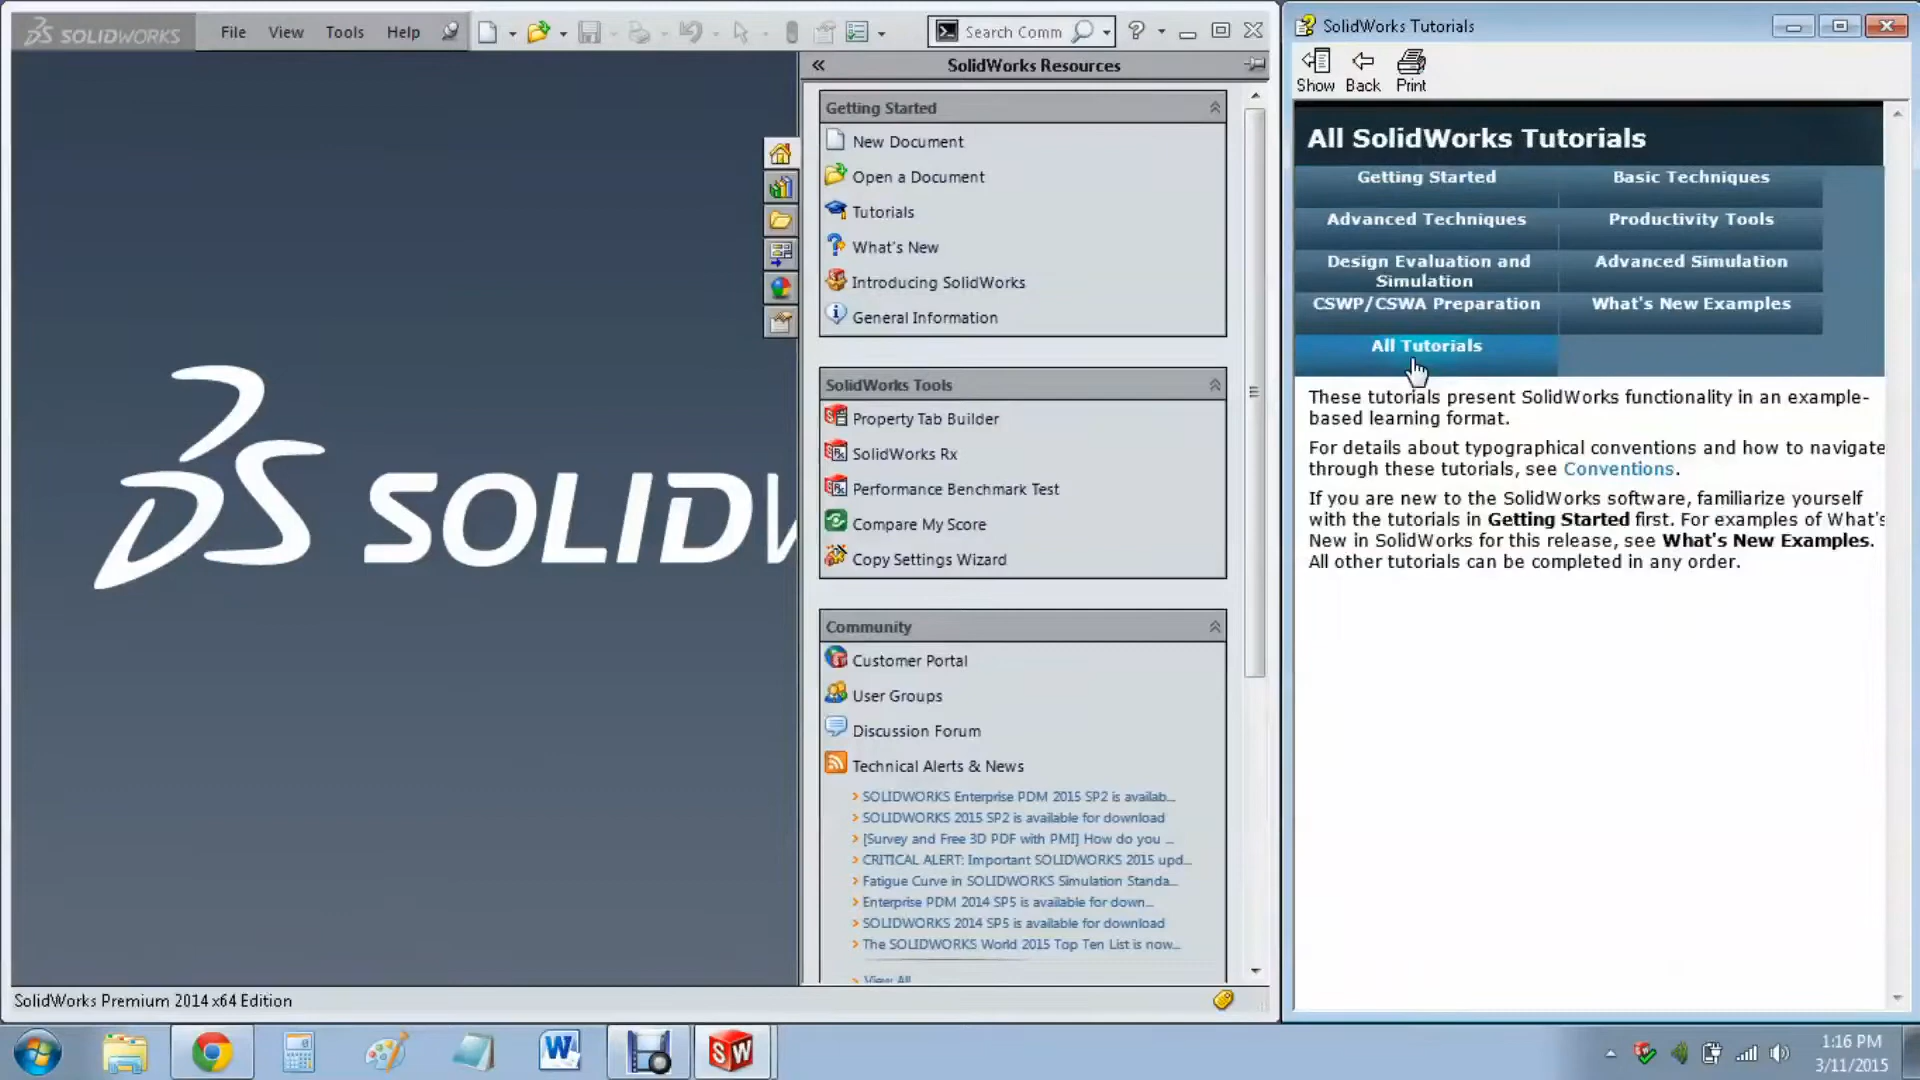 SOLIDWORKS File View Tools Help Search Comm
SolidWorks Resources
Getting Started
New Document
Open a Document
Tutorials
What's New
Introducing SolidWorks
General Information
SolidWorks Tools
Property Tab Builder
SolidWorks Rx
Performance Benchmark Test
Compare My Score
Copy Settings Wizard
Community
Customer Portal
User Groups
Discussion Forum
Technical Alerts & News
SOLIDWORKS Enterprise PDM 2015 SP2 is availab...
SOLIDWORKS 2015 SP2 is available for download
[Survey and Free 3D PDF with PMI] How do you ...
CRITICAL ALERT: Important SOLIDWORKS 2015 upd...
Fatigue Curve in SOLIDWORKS Simulation Standa...
Enterprise PDM 2014 SP5 is available for down...
SOLIDWORKS 2014 SP5 is available for download
The SOLIDWORKS World 2015 Top Ten List is now...
View All
SOLIDW
SolidWorks Premium 2014 x64 Edition
SolidWorks Tutorials
Show Back Print
All SolidWorks Tutorials
Getting Started Basic Techniques
Advanced Techniques Productivity Tools
Design Evaluation and Advanced Simulation
Simulation
CSWP/CSWA Preparation What's New Examples
All Tutorials
These tutorials present SolidWorks functionality in an example-
based learning format.
For details about typographical conventions and how to navigate
through these tutorials, see Conventions.
If you are new to the SolidWorks software, familiarize yourself
with the tutorials in Getting Started first. For examples of What's
New in SolidWorks for this release, see What's New Examples.
All other tutorials can be completed in any order.
1:16 PM
3/11/2015